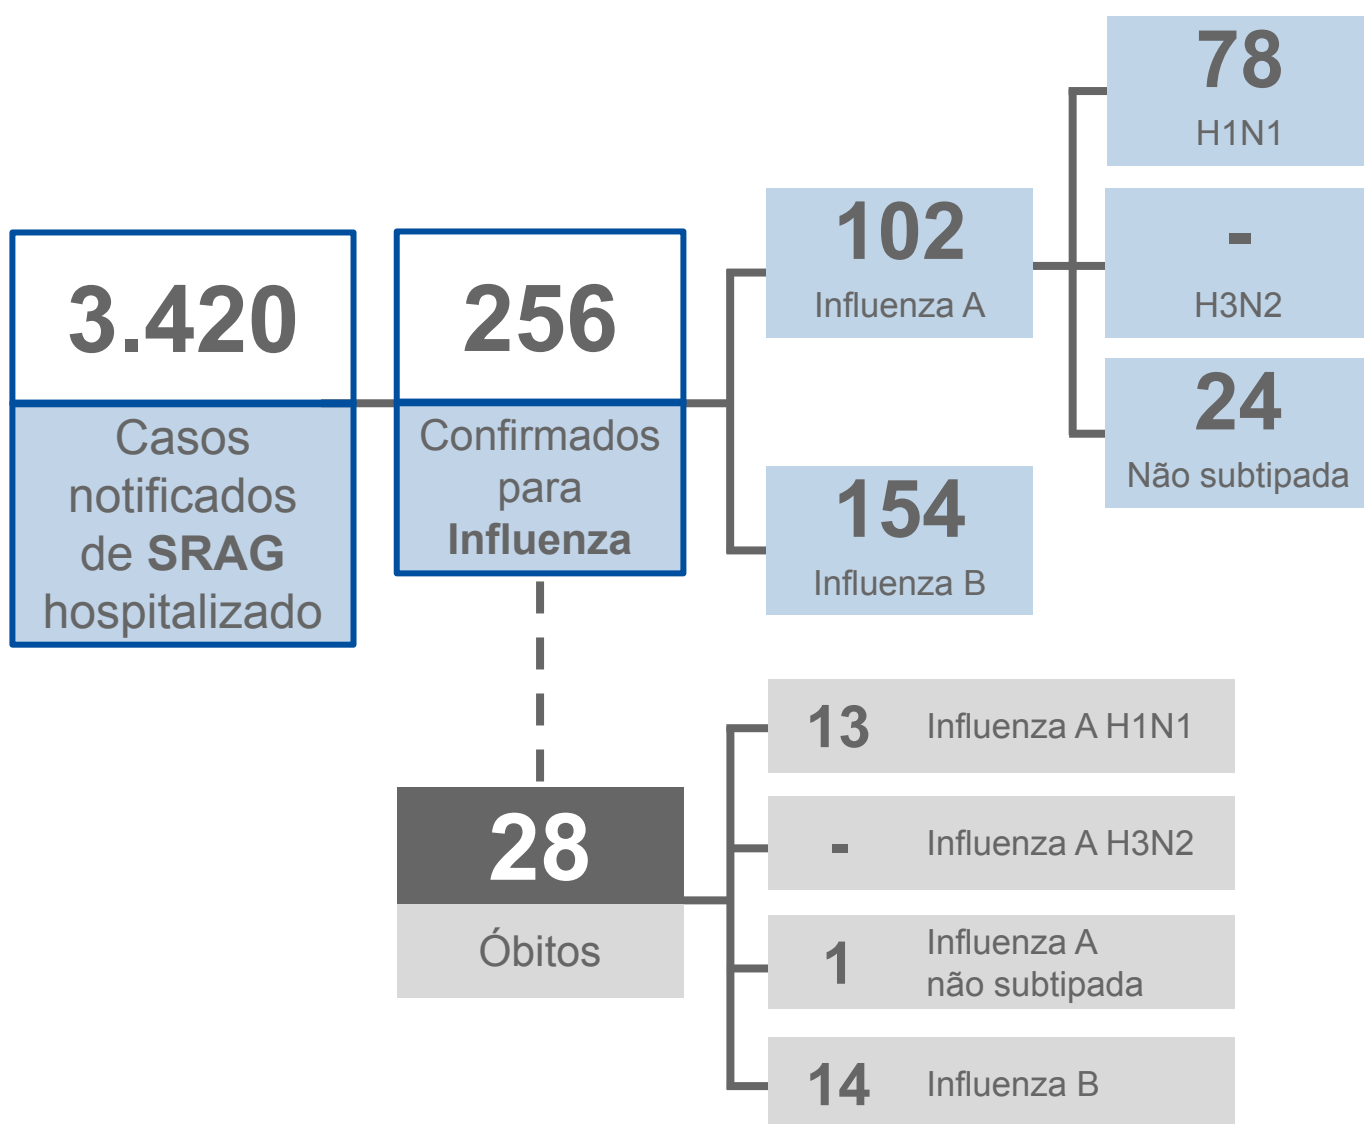 3.420
Casos
notificados
de SRAG
hospitalizado
256
Confirmados
para
Influenza
102
Influenza A
154
Influenza B
78
H1N1
-
H3N2
24
Não subtipada
28
Óbitos
13 Influenza A H1N1
- Influenza A H3N2
1 Influenza A
não subtipada
14 Influenza B